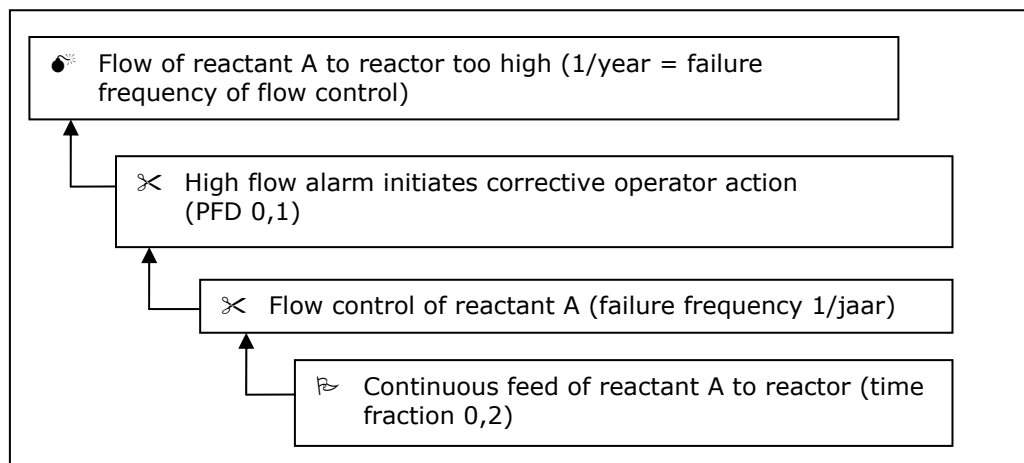 Flow of reactant A to reactor too high (1/year = failure
frequency of flow control)
High flow alarm initiates corrective operator action
(PFD 0,1)
Flow control of reactant A (failure frequency 1/jaar)
Continuous feed of reactant A to reactor (time
fraction 0,2)